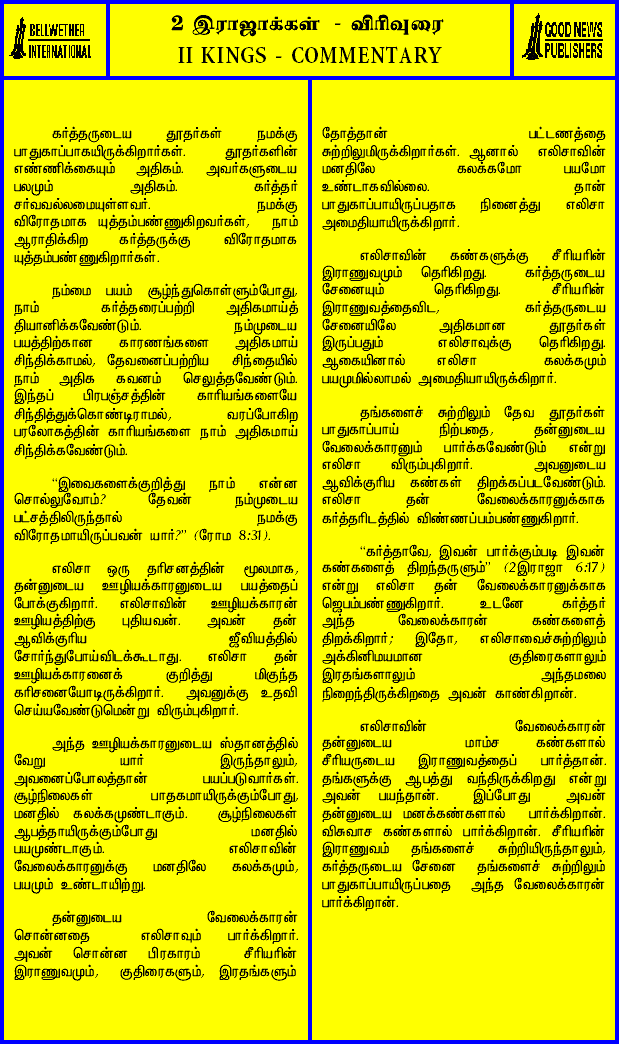 BELLWETHER
INTERNATIONAL
2 இராஜாக்கள் - விரிவுரை
II KINGS - COMMENTARY
GOOD NEWS
PUBLISHERS
கர்த்தருடைய தூதர்கள் நமக்கு
பாதுகாப்பாகயிருக்கிறார்கள். தூதர்களின்
எண்ணிக்கையும் அதிகம். அவர்களுடைய
பலமும் அதிகம். கர்த்தர்
சர்வவல்லமையுள்ளவர். நமக்கு
விரோதமாக யுத்தம்பண்ணுகிறவர்கள், நாம்
ஆராதிக்கிற கர்த்தருக்கு விரோதமாக
யுத்தம்பண்ணுகிறார்கள்.
நம்மை பயம் சூழ்ந்துகொள்ளும்போது,
நாம் கர்த்தரைப்பற்றி அதிகமாய்த்
தியானிக்கவேண்டும். நம்முடைய
பயத்திற்கான காரணங்களை அதிகமாய்
சிந்திக்காமல், தேவனைப்பற்றிய சிந்தையில்
நாம் அதிக கவனம் செலுத்தவேண்டும்.
இந்தப் பிரபஞ்சத்தின் காரியங்களையே
சிந்தித்துக்கொண்டிராமல், வரப்போகிற
பரலோகத்தின் காரியங்களை நாம் அதிகமாய்
சிந்திக்கவேண்டும்.
“இவைகளைக்குறித்து நாம் என்ன
சொல்லுவோம்? தேவன் நம்முடைய
பட்சத்திலிருந்தால் நமக்கு
விரோதமாயிருப்பவன் யார்?” (ரோம 8:31).
எலிசா ஒரு தரிசனத்தின் மூலமாக,
தன்னுடைய ஊழியக்காரனுடைய பயத்தைப்
போக்குகிறார். எலிசாவின் ஊழியக்காரன்
ஊழியத்திற்கு புதியவன். அவன் தன்
ஆவிக்குரிய ஜீவியத்தில்
சோர்ந்துபோய்விடக்கூடாது. எலிசா தன்
ஊழியக்காரனைக் குறித்து மிகுந்த
கரிசனையோடிருக்கிறார். அவனுக்கு உதவி
செய்யவேண்டுமென்று விரும்புகிறார்.
அந்த ஊழியக்காரனுடைய ஸ்தானத்தில்
வேறு யார் இருந்தாலும்,
அவனைப்போலத்தான் பயப்படுவார்கள்.
சூழ்நிலைகள் பாதகமாயிருக்கும்போது,
மனதில் கலக்கமுண்டாகும். சூழ்நிலைகள்
ஆபத்தாயிருக்கும்போது மனதில்
பயமுண்டாகும். எலிசாவின்
வேலைக்காரனுக்கு மனதிலே கலக்கமும்,
பயமும் உண்டாயிற்று.
தன்னுடைய வேலைக்காரன்
சொன்னதை எலிசாவும் பார்க்கிறார்.
அவன் சொன்ன பிரகாரம் சீரியரின்
இராணுவமும், குதிரைகளும், இரதங்களும்
தோத்தான் பட்டணத்தை
சுற்றிலுமிருக்கிறார்கள். ஆனால் எலிசாவின்
மனதிலே கலக்கமோ பயமோ
உண்டாகவில்லை. தான்
பாதுகாப்பாயிருப்பதாக நினைத்து எலிசா
அமைதியாயிருக்கிறார்.
எலிசாவின் கண்களுக்கு சீரியரின்
இராணுவமும் தெரிகிறது. கர்த்தருடைய
சேனையும் தெரிகிறது. சீரியரின்
இராணுவத்தைவிட, கர்த்தருடைய
சேனையிலே அதிகமான தூதர்கள்
இருப்பதும் எலிசாவுக்கு தெரிகிறது.
ஆகையினால் எலிசா கலக்கமும்
பயமுமில்லாமல் அமைதியாயிருக்கிறார்.
தங்களைச் சுற்றிலும் தேவ தூதர்கள்
பாதுகாப்பாய் நிற்பதை, தன்னுடைய
வேலைக்காரனும் பார்க்கவேண்டும் என்று
எலிசா விரும்புகிறார். அவனுடைய
ஆவிக்குரிய கண்கள் திறக்கப்படவேண்டும்.
எலிசா தன் வேலைக்காரனுக்காக
கர்த்தரிடத்தில் விண்ணப்பம்பண்ணுகிறார்.
“கர்த்தாவே, இவன் பார்க்கும்படி இவன்
கண்களைத் திறந்தருளும்” (2இராஜா 6:17)
என்று எலிசா தன் வேலைக்காரனுக்காக
ஜெபம்பண்ணுகிறார். உடனே கர்த்தர்
அந்த வேலைக்காரன் கண்களைத்
திறக்கிறார்; இதோ, எலிசாவைச்சுற்றிலும்
அக்கினிமயமான குதிரைகளாலும்
இரதங்களாலும் அந்தமலை
நிறைந்திருக்கிறதை அவன் காண்கிறான்.
எலிசாவின் வேலைக்காரன்
தன்னுடைய மாம்ச கண்களால்
சீரியருடைய இராணுவத்தைப் பார்த்தான்.
தங்களுக்கு ஆபத்து வந்திருக்கிறது என்று
அவன் பயந்தான். இப்போது அவன்
தன்னுடைய மனக்கண்களால் பார்க்கிறான்.
விசுவாச கண்களால் பார்க்கிறான். சீரியரின்
இராணுவம் தங்களைச் சுற்றியிருந்தாலும்,
கர்த்தருடைய சேனை தங்களைச் சுற்றிலும்
பாதுகாப்பாயிருப்பதை அந்த வேலைக்காரன்
பார்க்கிறான்.